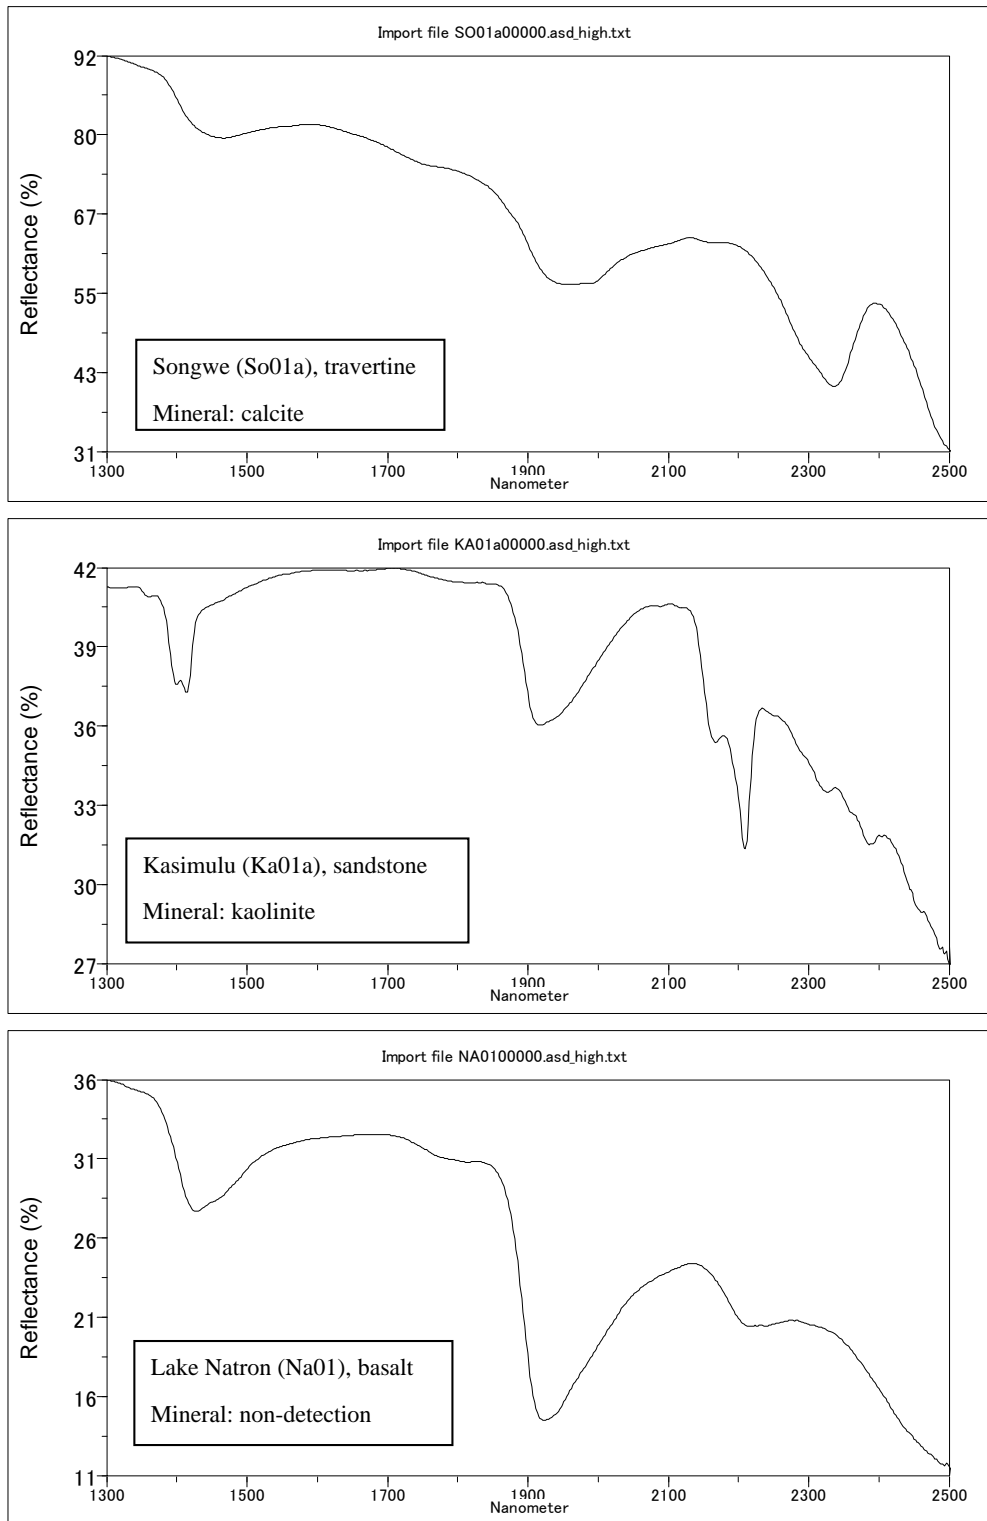 Import file SO01a00000.asd_high.txt
92
80
67
55
43
31
Reflectance (%)
Songwe (So01a), travertine
Mineral: calcite
1300 1500 1700 1900 2100 2300 2500
Nanometer
Import file KA01a00000.asd_high.txt
42
39
36
33
30
27
Reflectance (%)
Kasimulu (Ka01a), sandstone
Mineral: kaolinite
1300 1500 1700 1900 2100 2300 2500
Nanometer
Import file NA0100000.asd_high.txt
36
31
26
21
16
11
Reflectance (%)
Lake Natron (Na01), basalt
Mineral: non-detection
1300 1500 1700 1900 2100 2300 2500
Nanometer